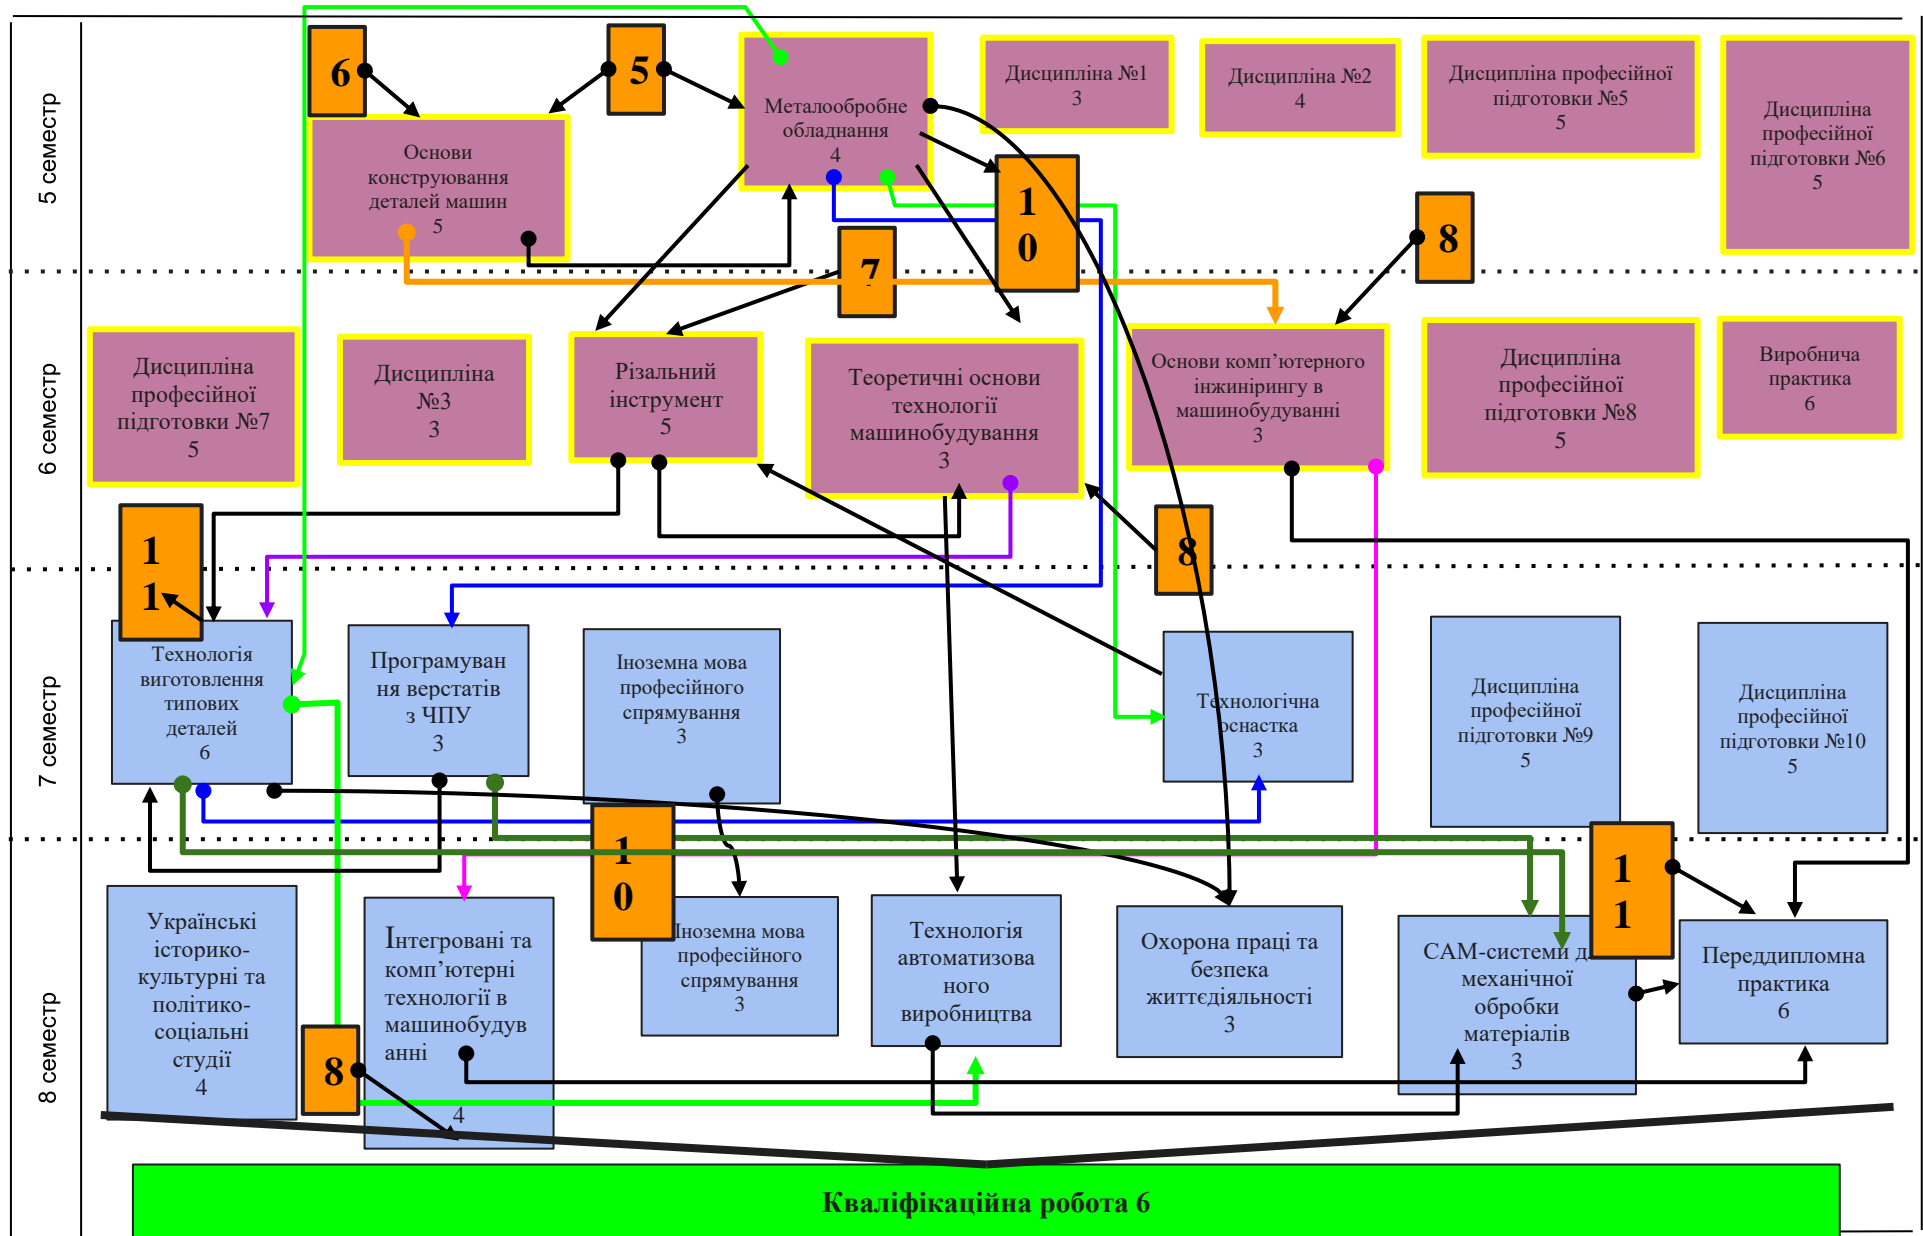 5 семестр
6
5
Основи
конструювання
деталей машин
5
Металообробне
обладнання
4
Дисципліна №1
3
Дисципліна №2
4
Дисципліна професійної
підготовки №5
5
Дисципліна
професійної
підготовки №6
5
1
0
7
8
6 семестр
Дисципліна
професійної
підготовки №7
5
Дисципліна
№3
3
Різальний
інструмент
5
Теоретичні основи
технології
машинобудування
3
Основи комп’ютерного
інжинірингу в
машинобудуванні
3
Дисципліна
професійної
підготовки №8
5
Виробнича
практика
6
1
1
8
7 семестр
Технологія
виготовлення
типових
деталей
6
Програмуван
ня верстатів
з ЧПУ
3
Іноземна мова
професійного
спрямування
3
Технологічна
оснастка
3
Дисципліна
професійної
підготовки №9
5
Дисципліна
професійної
підготовки №10
5
1
0
1
1
8 семестр
Українські
історико-
культурні та
політико-
соціальні
студії
4
8
Інтегровані та
комп’ютерні
технології в
машинобудув
анні
4
Іноземна мова
професійного
спрямування
3
Технологія
автоматизова
ного
виробництва
Охорона праці та
безпека
життєдіяльності
3
САМ-системи д
механічної
обробки
матеріалів
3
Переддипломна
практика
6
Кваліфікаційна робота 6